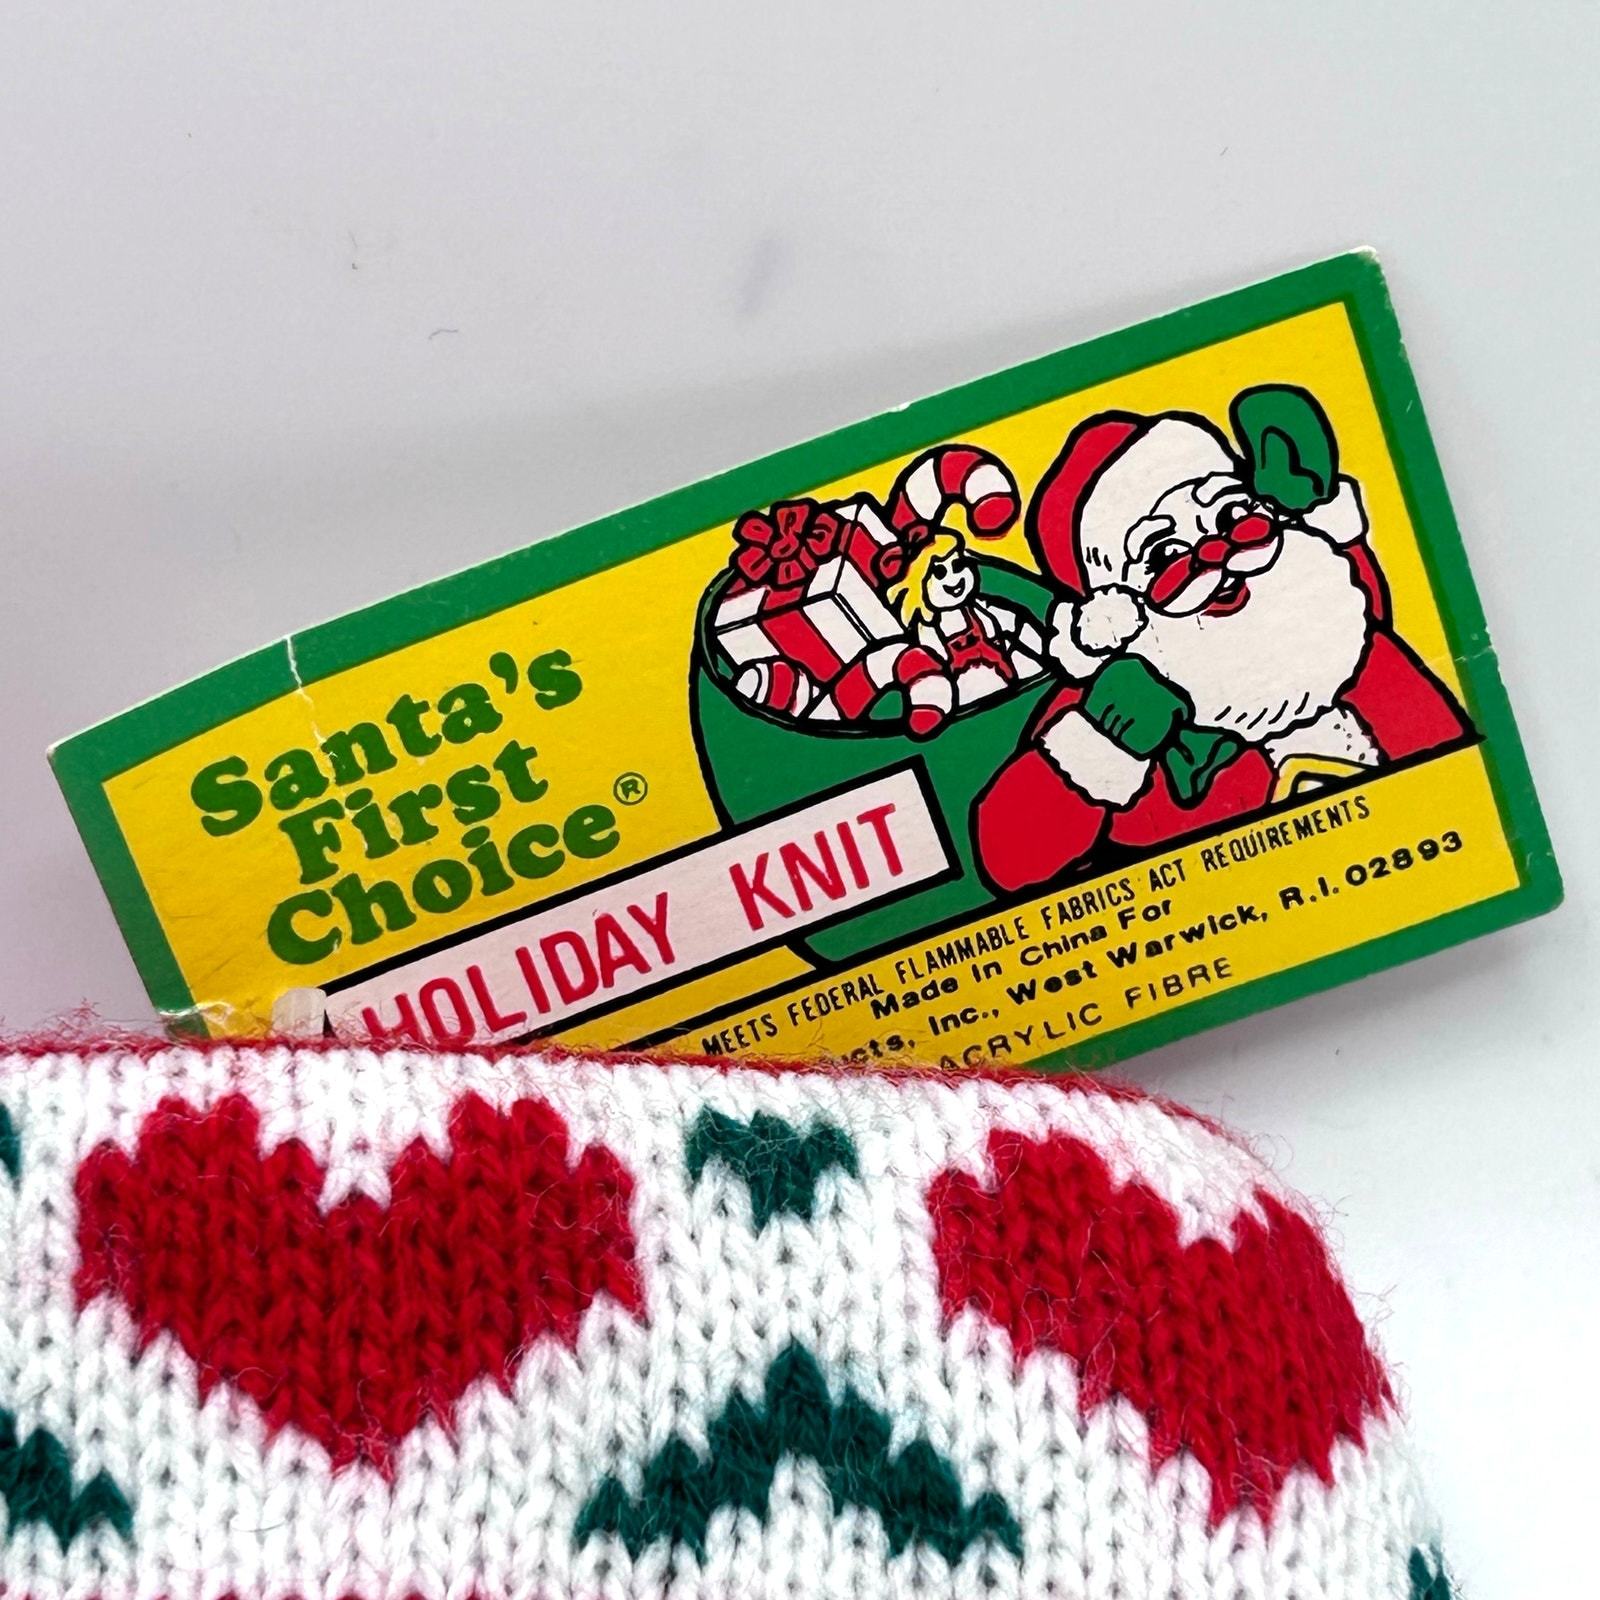 Santa's
First
Choice®
HOLIDAY KNIT
MEETS FEDERAL FLAMMABLE FABRICS ACT REQUIREMENTS
Made In China For
Inc., West Warwick, R.I. 02893
ACRYLIC FIBRE